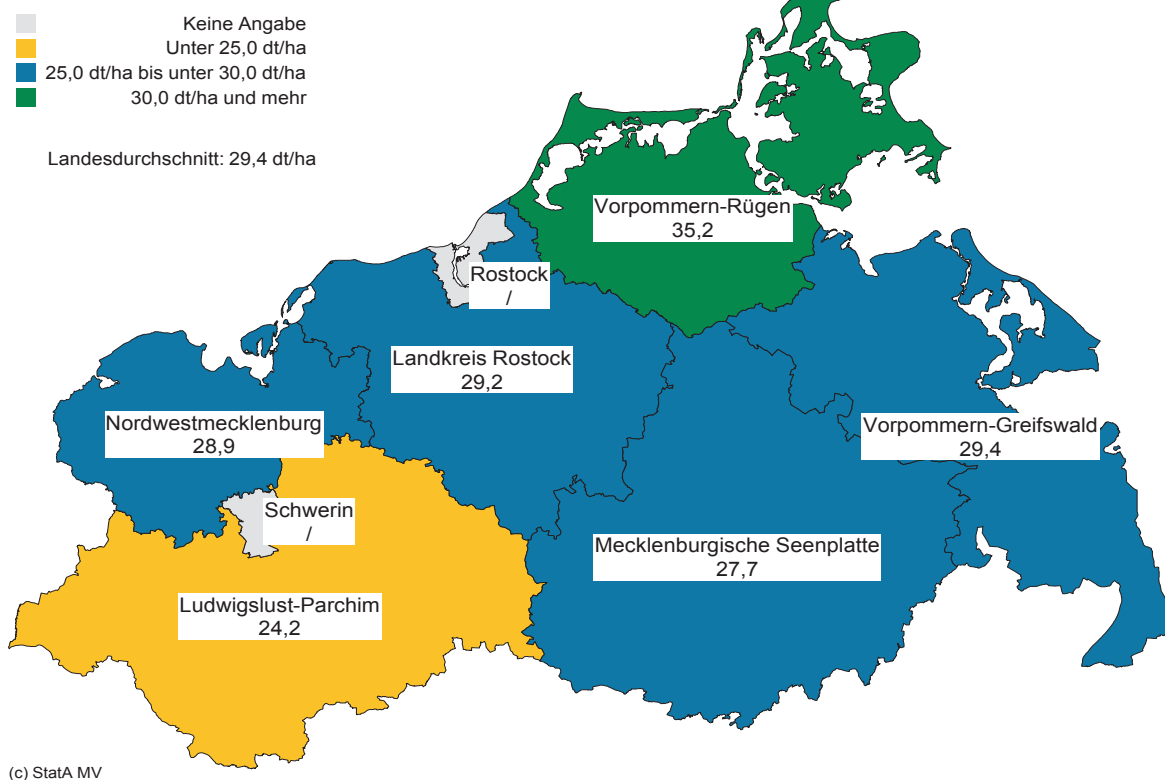 Keine Angabe
Unter 25,0 dt/ha
25,0 dt/ha bis unter 30,0 dt/ha
30,0 dt/ha und mehr
Landesdurchschnitt: 29,4 dt/ha
Vorpommern-Rügen
35,2
Rostock
/
Landkreis Rostock
29,2
Nordwestmecklenburg
28,9
Vorpommern-Greifswald
29,4
Schwerin
/
Mecklenburgische Seenplatte
27,7
Ludwigslust-Parchim
24,2
(c) StatA MV